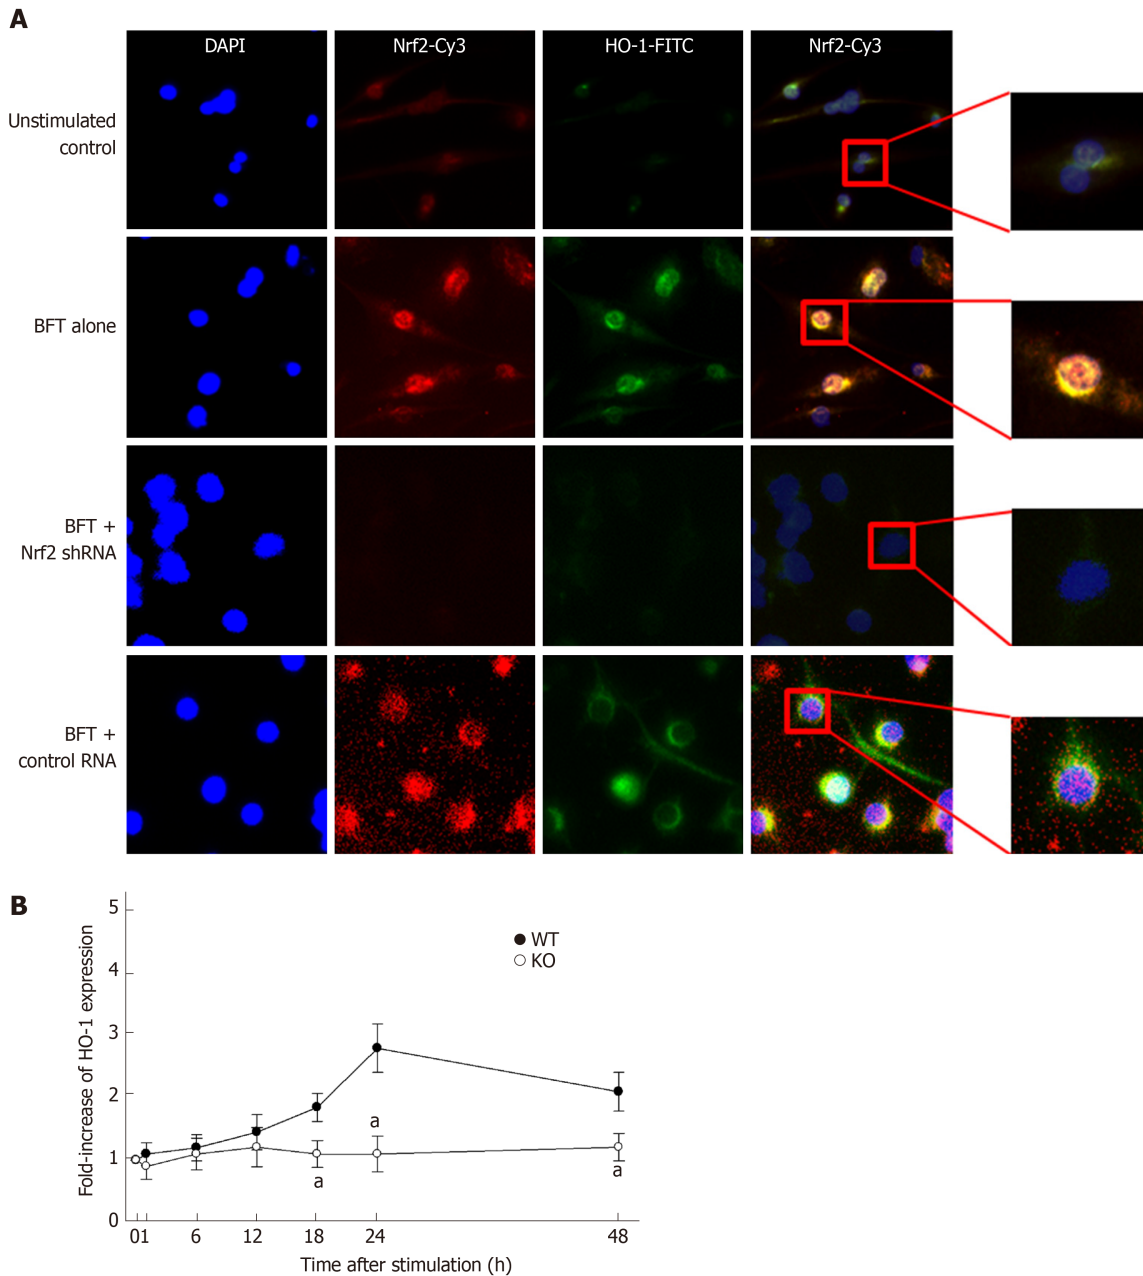 A
DAPI Nrf2-Cy3 HO-1-FITC Nrf2-Cy3
Unstimulated
control
BFT alone
BFT +
Nrf2 shRNA
BFT +
control RNA
B
Fold-increase of HO-1 expression
5
4
3
2
1
0
WT
KO
a
a
a
01 6 12 18 24 48
Time after stimulation (h)